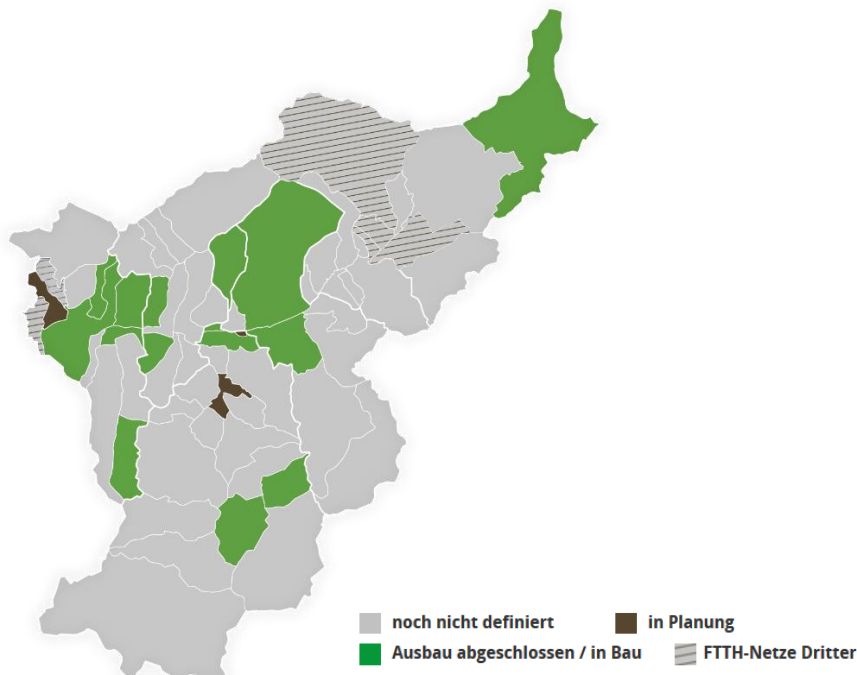 noch nicht definiert in Planung
Ausbau abgeschlossen / in Bau FTTH-Netze Dritter